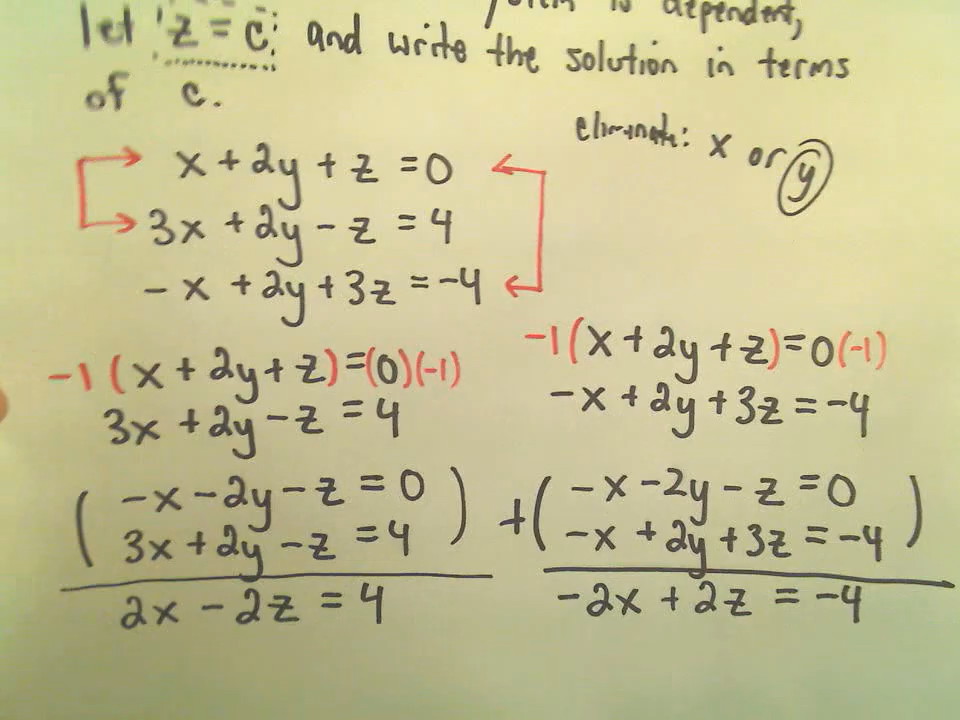 is dependent,
let z = c, and write the solution in terms
of c.
eliminate: x or y
x + 2y + z = 0
3x + 2y - z = 4
- x + 2y + 3z = -4
-1 (x + 2y + z) = (0)(-1)
3x + 2y - z = 4
-1 (x + 2y + z) = 0 (-1)
-x + 2y + 3z = -4
( -x - 2y - z = 0
3x + 2y - z = 4 )
2x - 2z = 4
+ ( -x - 2y - z = 0
-x + 2y + 3z = -4 )
-2x + 2z = -4